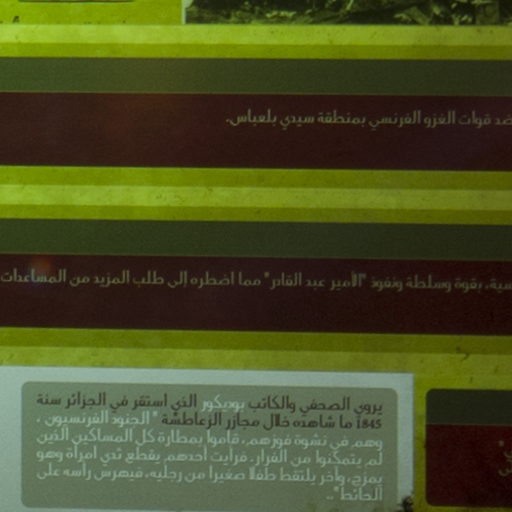 ضد قوات الغزو الفرنسي بمنطقة سيدي بلعباس.
سية، بقوة وسلطة ونفوذ "الأمير عبد القادر" مما اضطره إلى طلب المزيد من المساعدات
يروي الصحفي والكاتب بوديكور الذي استقر في الجزائر سنة
1845 ما شاهده خلال مجازر الزعاطشة " الجنود الفرنسيون ،
وهم في نشوة فوزهم، قاموا بمطاردة كل المساكين الذين
لم يتمكنوا من الفرار. فرأيت أحدهم يقطع ثدي امرأة وهو
يمزح، وآخر يلتقط طفلا صغيرا من رجليه، فيهرس رأسه على
الحائط"..